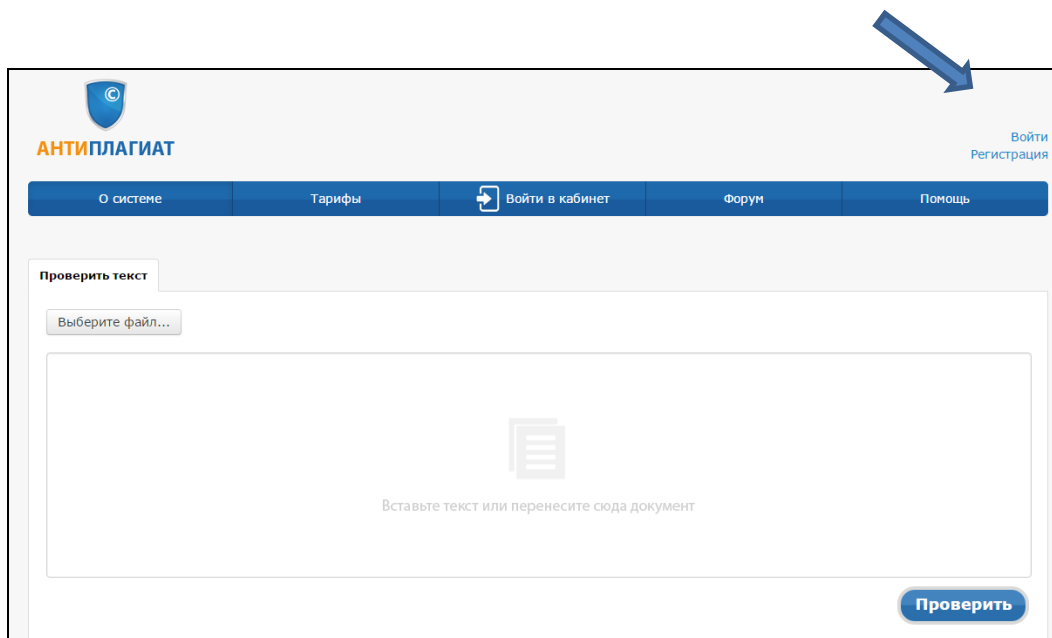 ©
АНТИПЛАГИАТ
Войти
Регистрация
О системе Тарифы Войти в кабинет Форум Помощь
Проверить текст
Выберите файл...
Вставьте текст или перенесите сюда документ
Проверить